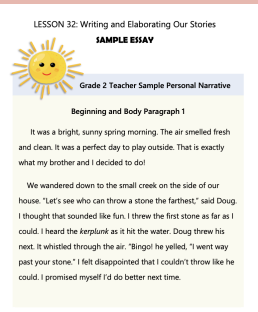 LESSON 32: Writing and Elaborating Our Stories
SAMPLE ESSAY
Grade 2 Teacher Sample Personal Narrative
Beginning and Body Paragraph 1
It was a bright, sunny spring morning. The air smelled fresh
and clean. It was a perfect day to play outside. That is exactly
what my brother and I decided to do!
We wandered down to the small creek on the side of our
house. "Let's see who can throw a stone the farthest," said Doug.
I thought that sounded like fun. I threw the first stone as far as I
could. I heard the kerplunk as it hit the water. Doug threw his
next. It whistled through the air. "Bingo! he yelled, "I went way
past your stone." I felt disappointed that I couldn't throw like he
could. I promised myself I'd do better next time.